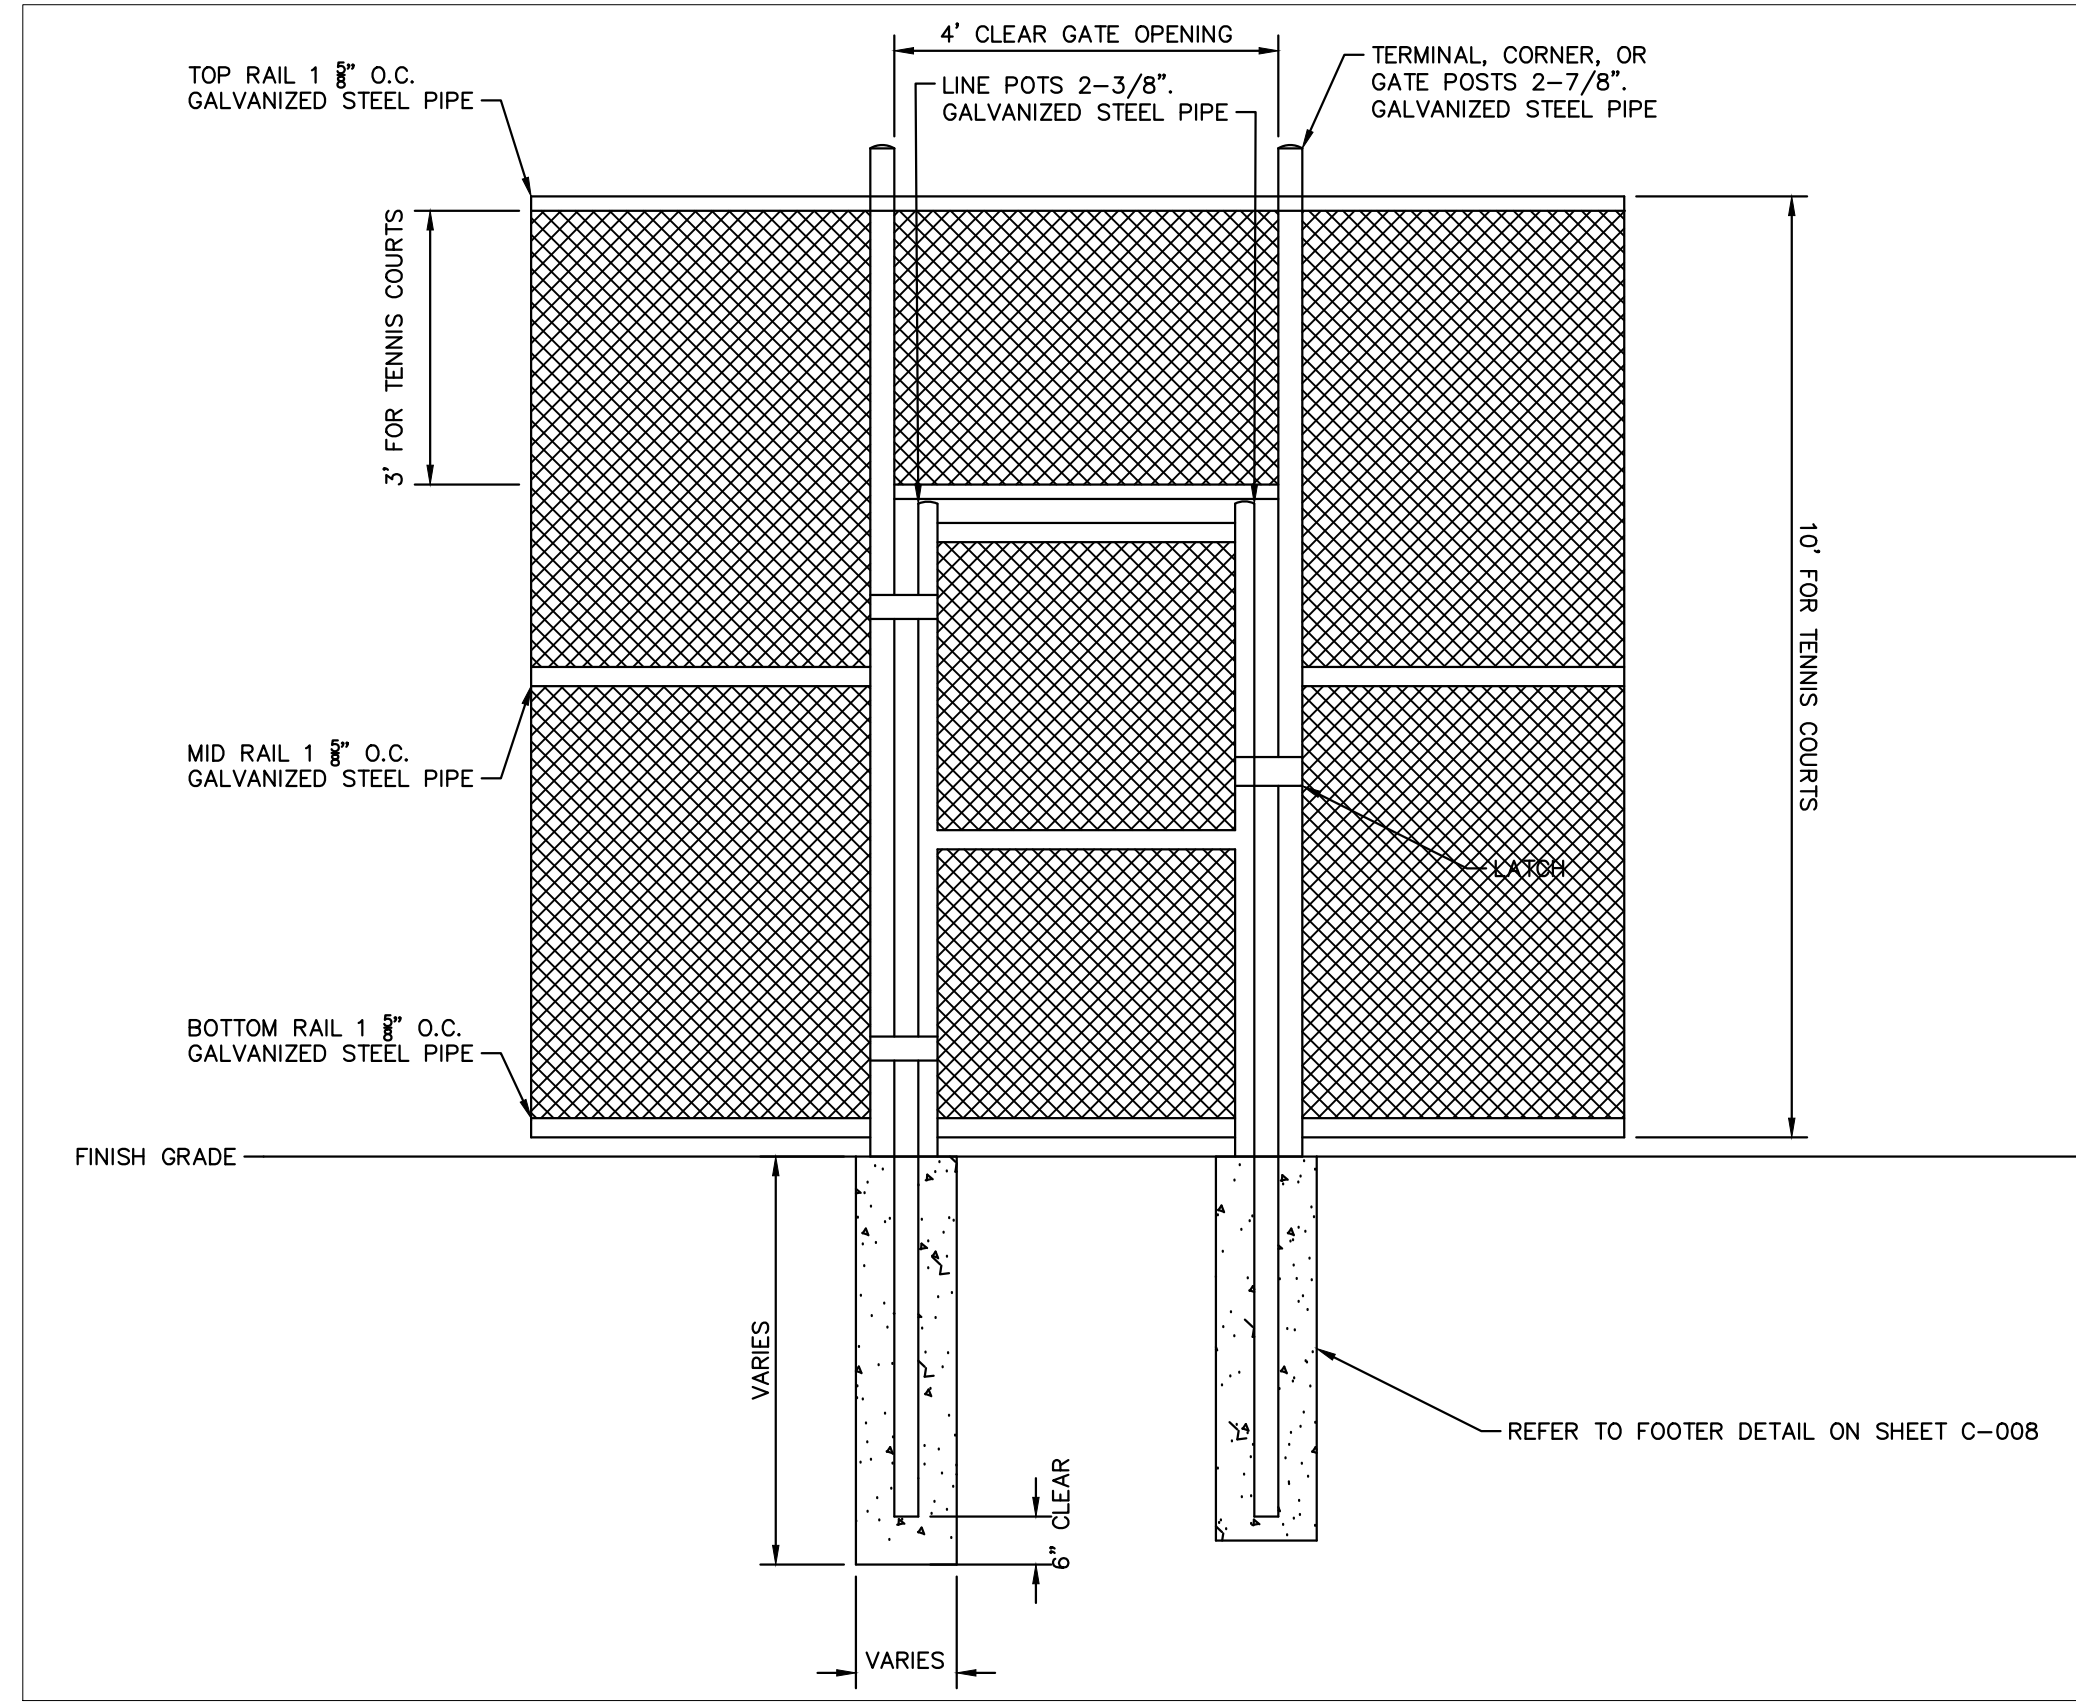 4' CLEAR GATE OPENING
TOP RAIL 1 5/8" O.C.
GALVANIZED STEEL PIPE
LINE POTS 2-3/8".
GALVANIZED STEEL PIPE
TERMINAL, CORNER, OR
GATE POSTS 2-7/8".
GALVANIZED STEEL PIPE
3' FOR TENNIS COURTS
10' FOR TENNIS COURTS
MID RAIL 1 5/8" O.C.
GALVANIZED STEEL PIPE
LATCH
BOTTOM RAIL 1 5/8" O.C.
GALVANIZED STEEL PIPE
FINISH GRADE
VARIES
REFER TO FOOTER DETAIL ON SHEET C-008
6" CLEAR
VARIES